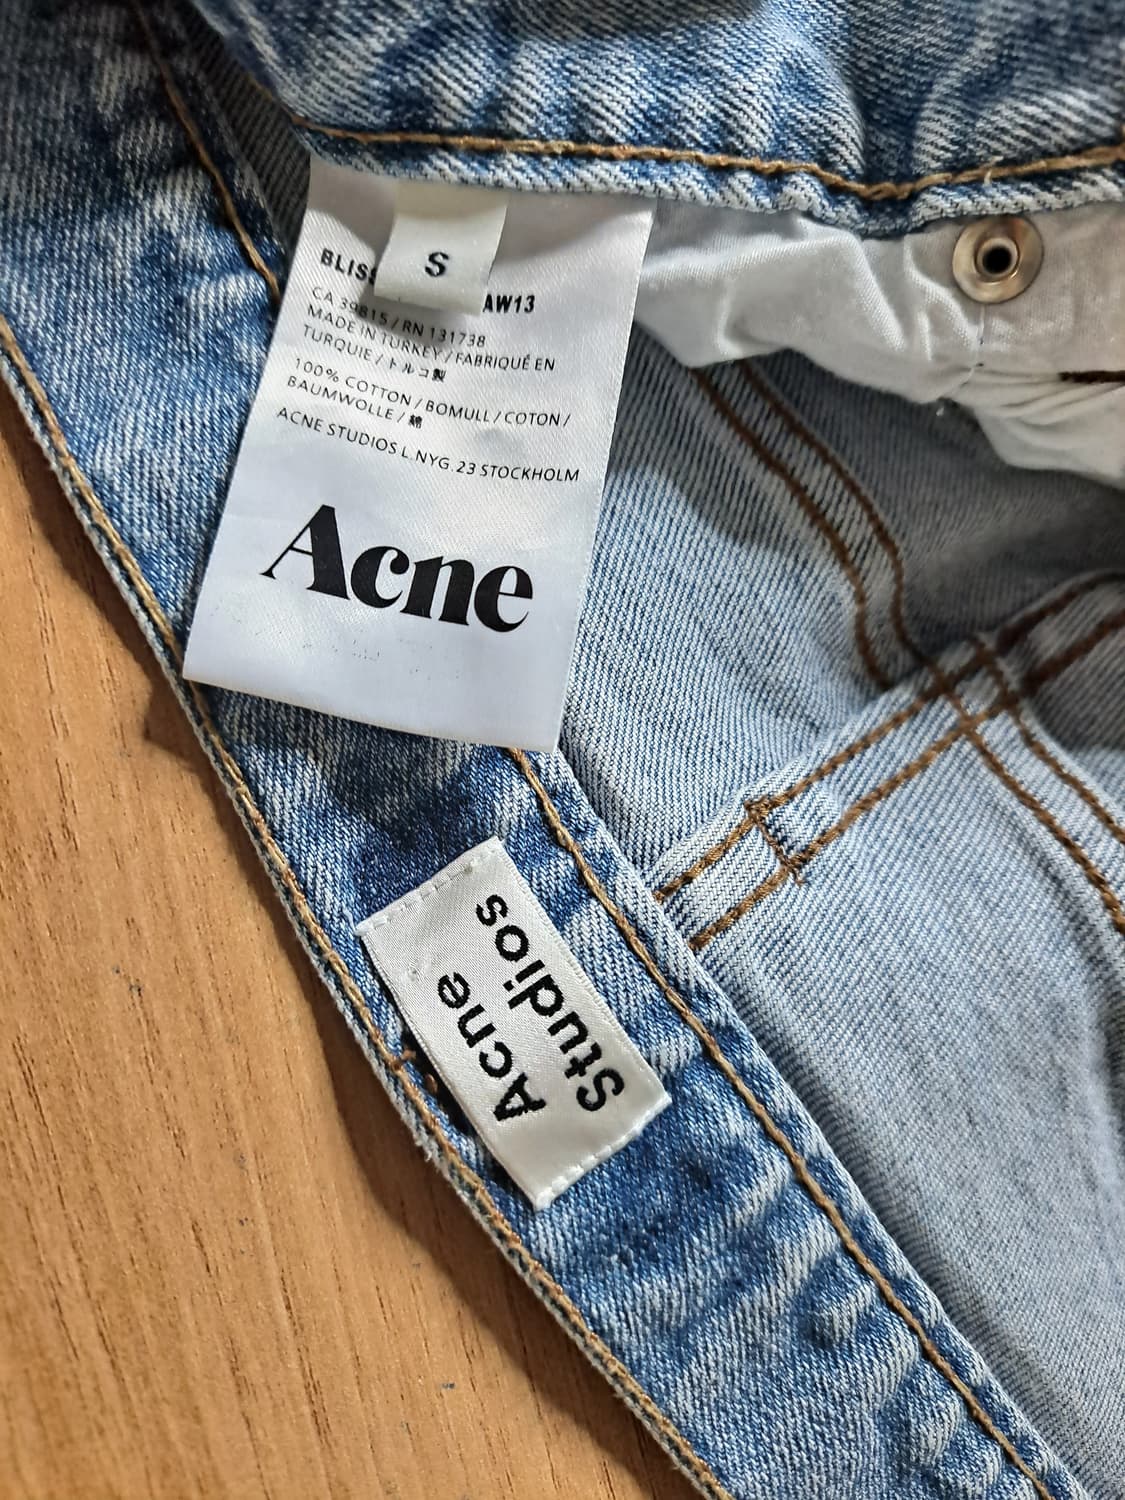 S
AW13
CA 39815 / RN 131738
MADE IN TURKEY / FABRIQUÉ EN
TURQUIE / トルコ製
100% COTTON / BOMULL / COTON /
BAUMWOLLE / 綿
ACNE STUDIOS L.NYG.23 STOCKHOLM
Acne
Acne
Studios